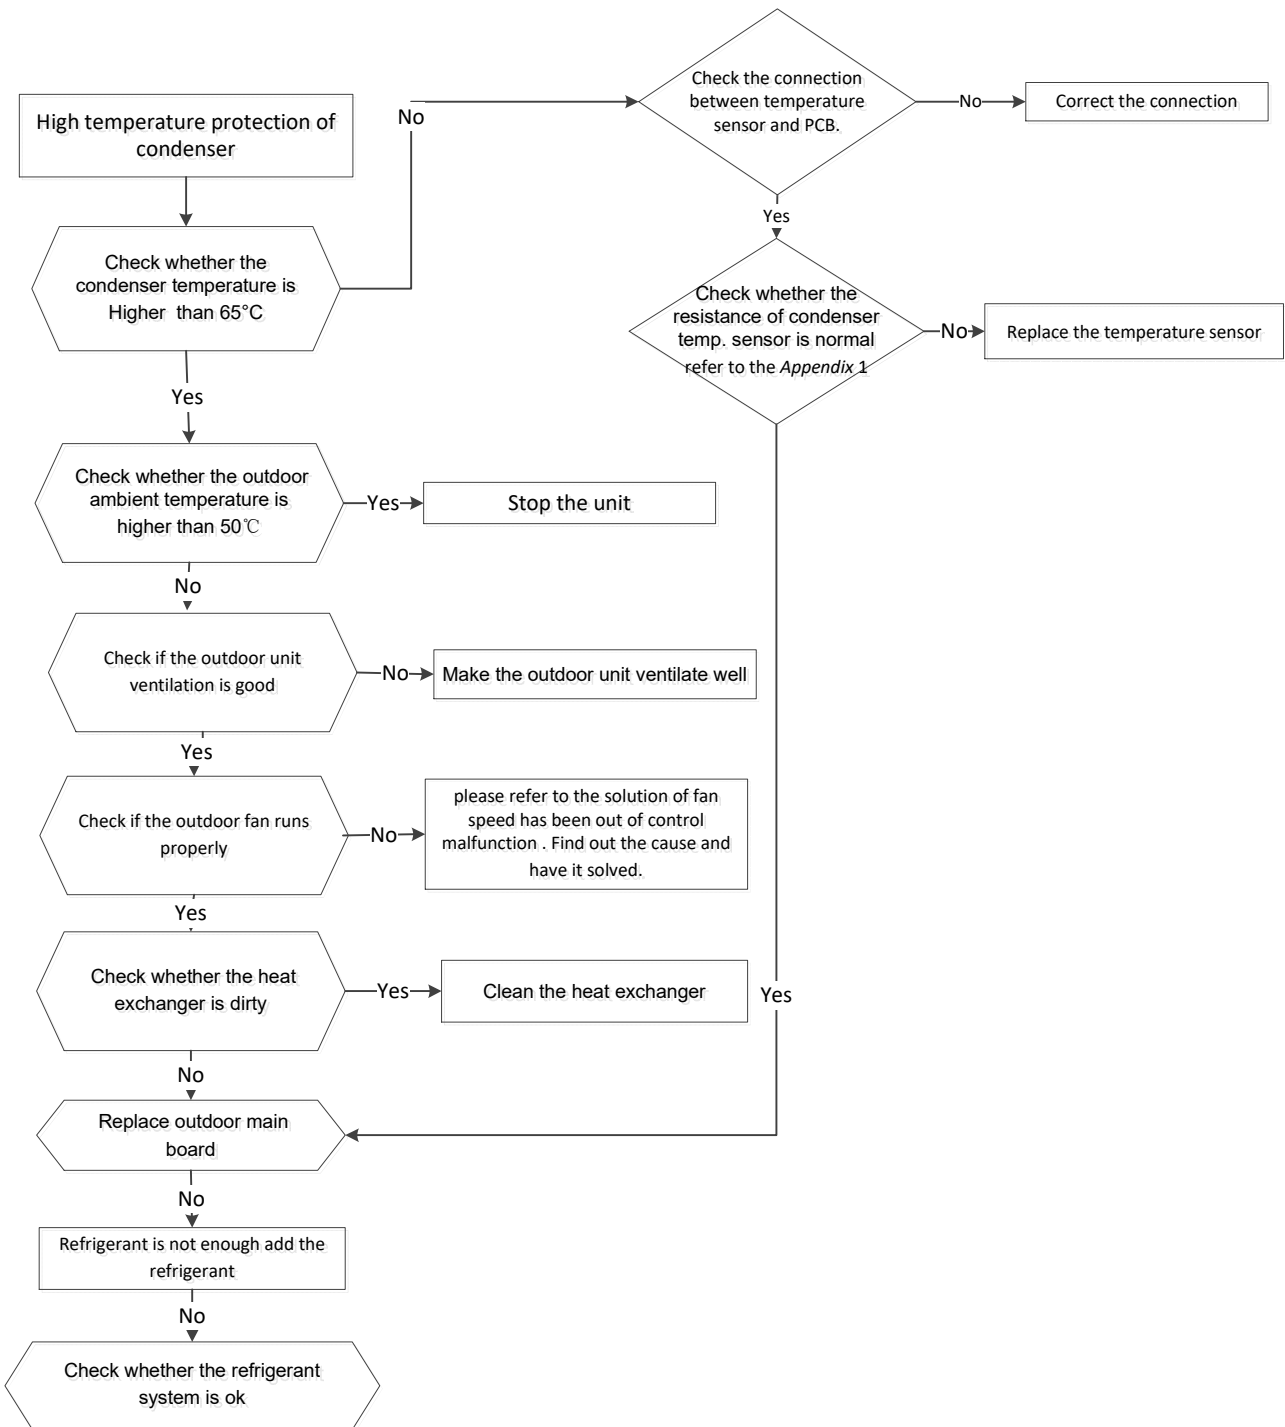 High temperature protection of
condenser
Check whether the
condenser temperature is
Higher than 65°C
No
Check the connection
between temperature
sensor and PCB.
No
Correct the connection
Yes
Check whether the
resistance of condenser
temp. sensor is normal
refer to the Appendix 1
No
Replace the temperature sensor
Yes
Yes
Check whether the outdoor
ambient temperature is
higher than 50℃
Yes
Stop the unit
No
Check if the outdoor unit
ventilation is good
No
Make the outdoor unit ventilate well
Yes
Check if the outdoor fan runs
properly
No
please refer to the solution of fan
speed has been out of control
malfunction . Find out the cause and
have it solved.
Yes
Check whether the heat
exchanger is dirty
Yes
Clean the heat exchanger
No
Replace outdoor main
board
No
Refrigerant is not enough add the
refrigerant
No
Check whether the refrigerant
system is ok